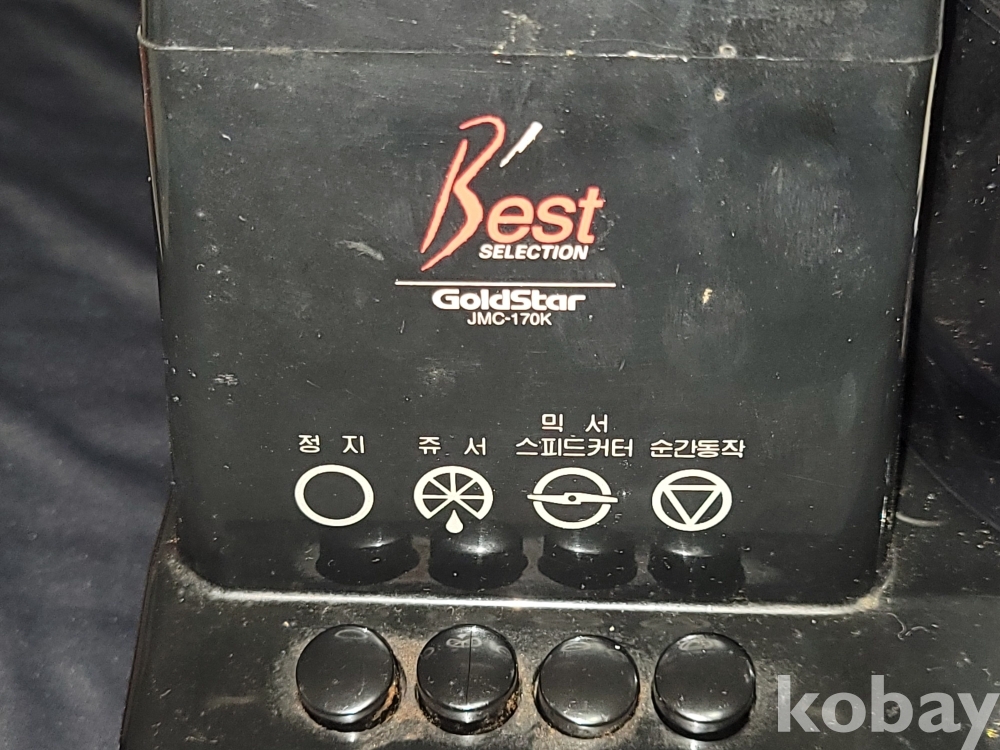 B'est
SELECTION
GoldStar
JMC-170K
정지
쥬서
믹서
스피드커터
순간동작
kobay